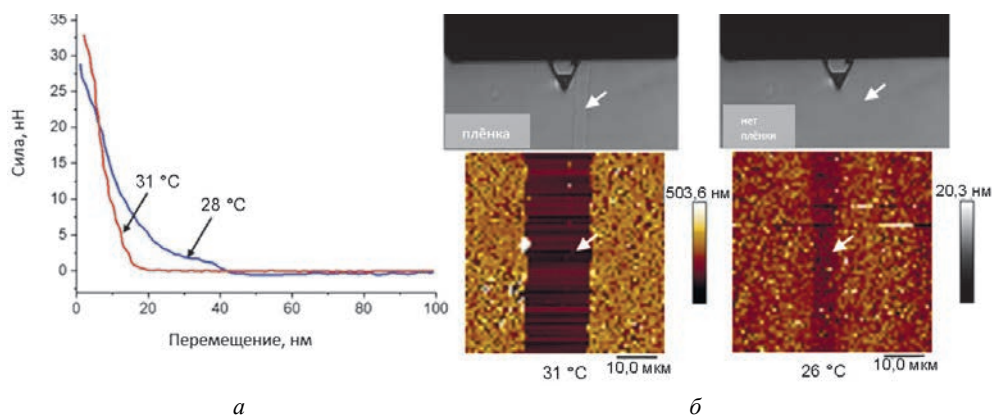 35
30
25
20
15
10
5
0
Сила, нН
31 °C
28 °C
0 20 40 60 80 100
Перемещение, нм
а
плёнка
нет
плёнки
503,6 нм
20,3 нм
10,0 мкм
31 °C
10,0 мкм
26 °C
б